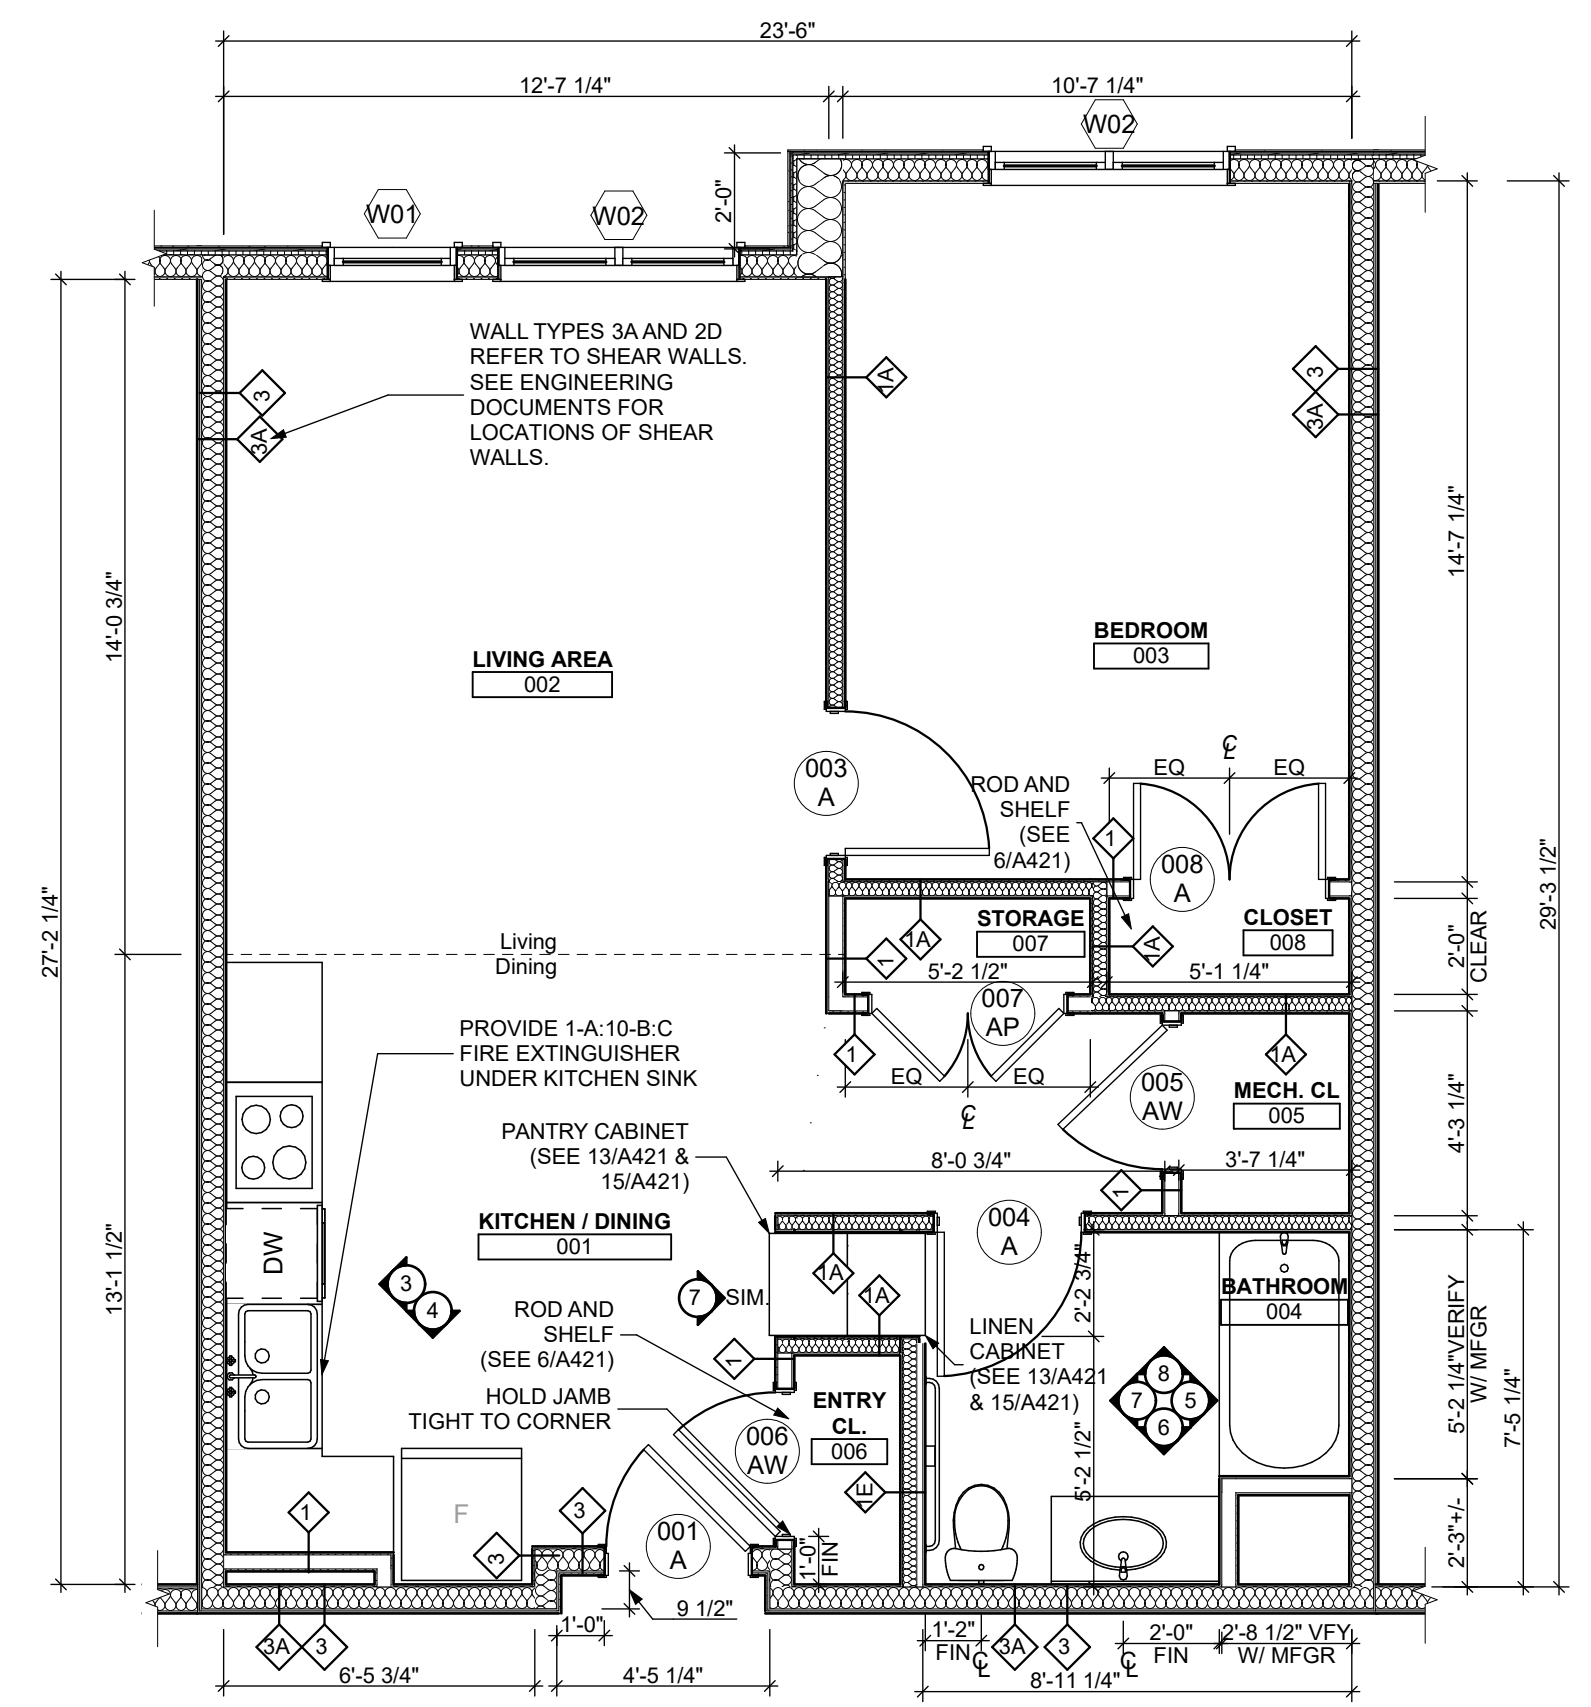 23'-6"
12'-7 1/4"
10'-7 1/4"
W02
2'-0"
W01
W02
WALL TYPES 3A AND 2D
REFER TO SHEAR WALLS.
SEE ENGINEERING
DOCUMENTS FOR
LOCATIONS OF SHEAR
WALLS.
3
3A
1A
3
3A
14'-7 1/4"
14'-0 3/4"
27'-2 1/4"
29'-3 1/2"
LIVING AREA
002
BEDROOM
003
003
A
ROD AND
SHELF
(SEE
6/A421)
EQ
EQ
CL
1
008
A
STORAGE
007
CLOSET
008
1A
1
1A
2'-0"
CLEAR
Living
Dining
5'-2 1/2"
5'-1 1/4"
007
AP
1
1A
EQ
EQ
CL
005
AW
MECH. CL
005
4'-3 1/4"
PROVIDE 1-A:10-B:C
FIRE EXTINGUISHER
UNDER KITCHEN SINK
PANTRY CABINET
(SEE 13/A421 &
15/A421)
8'-0 3/4"
3'-7 1/4"
1
KITCHEN / DINING
001
004
A
DW
13'-1 1/2"
3
4
7
SIM.
1A
1A
2'-2 3/4"
BATHROOM
004
5'-2 1/4"VERIFY
W/ MFGR
7'-5 1/4"
ROD AND
SHELF
(SEE 6/A421)
1
LINEN
CABINET
(SEE 13/A421
& 15/A421)
HOLD JAMB
TIGHT TO CORNER
ENTRY
CL.
006
006
AW
8
7
5
6
1E
5'-2 1/2"
F
1
3
3
001
A
1'-0"
FIN
2'-3"+/-
9 1/2"
1'-0"
3A
3
6'-5 3/4"
4'-5 1/4"
1'-2"
FIN
CL
3A
3
CL
2'-0"
FIN
2'-8 1/2" VFY
W/ MFGR
8'-11 1/4"